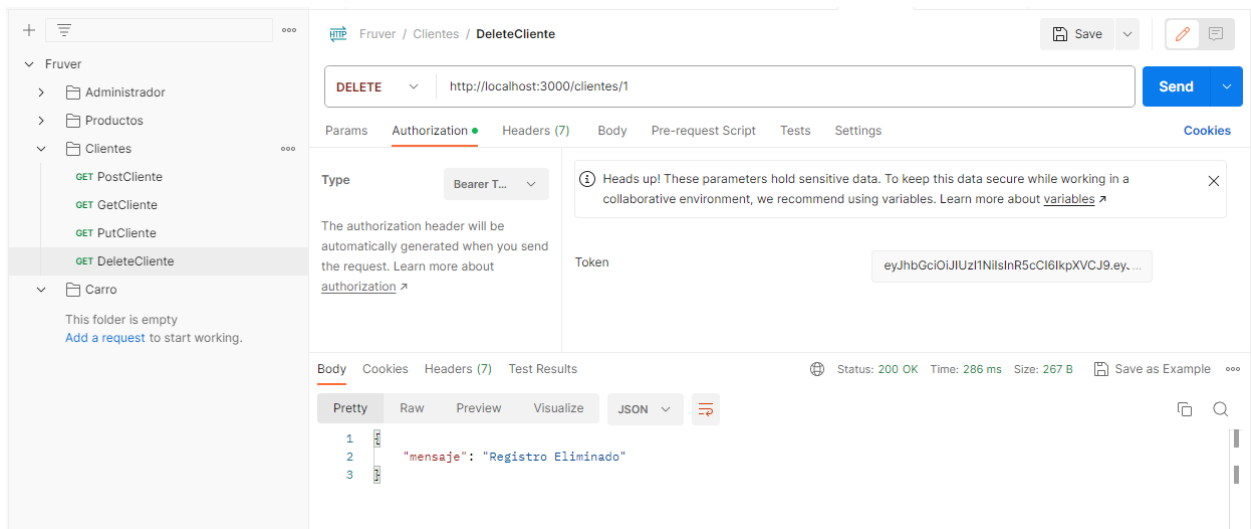 HTTP Fruver / Clientes / DeleteCliente
Save
Fruver
Administrador
Productos
Clientes
GET PostCliente
GET GetCliente
GET PutCliente
GET DeleteCliente
Carro
This folder is empty
Add a request to start working.
DELETE http://localhost:3000/clientes/1
Send
Params Authorization Headers (7) Body Pre-request Script Tests Settings Cookies
Type Bearer T...
The authorization header will be
automatically generated when you send
the request. Learn more about
authorization ↗
Heads up! These parameters hold sensitive data. To keep this data secure while working in a
collaborative environment, we recommend using variables. Learn more about variables ↗
Token eyJhbGciOiJIUzI1NiIsInR5cCI6IkpXVCJ9.ey. ...
Body Cookies Headers (7) Test Results
Status: 200 OK Time: 286 ms Size: 267 B Save as Example
Pretty Raw Preview Visualize JSON
1 {
2 "mensaje": "Registro Eliminado"
3 }